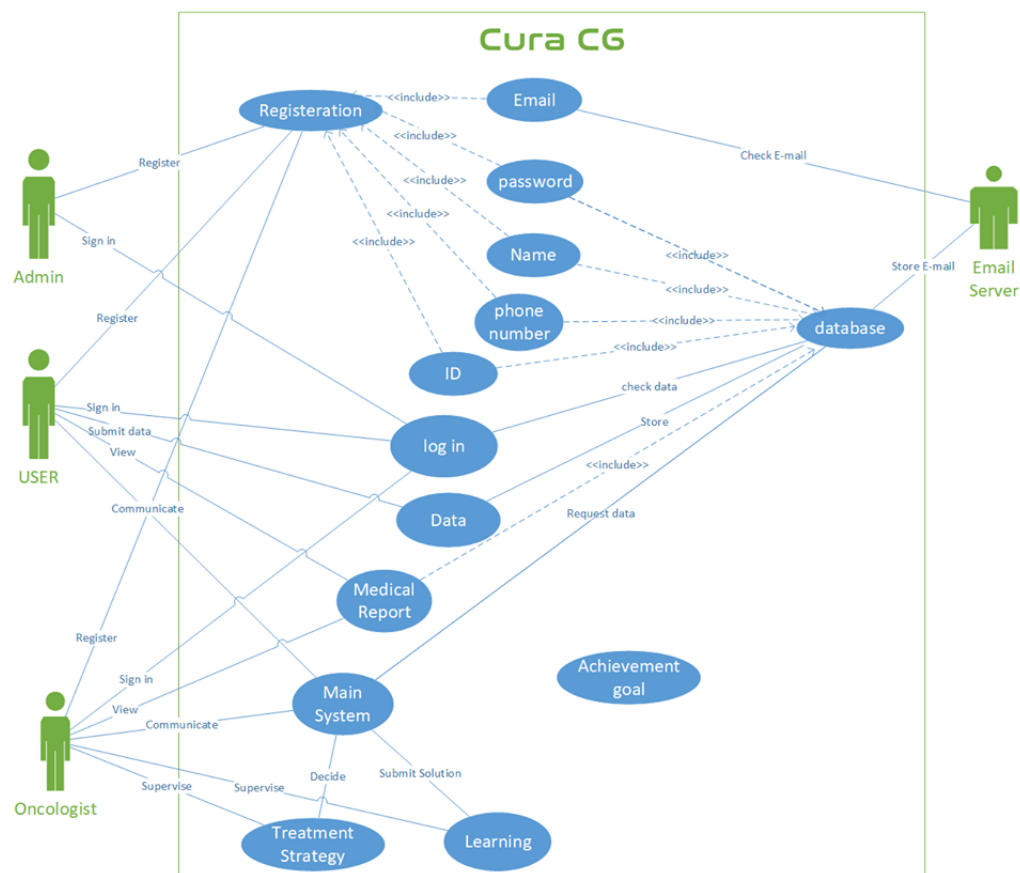 Cura CG
Registeration
<<include>>
Email
<<include>>
Check E-mail
Register
<<include>>
password
<<include>>
Admin
Sign in
<<include>>
Name
<<include>>
Store E-mail
Email
Server
<<include>>
<<include>>
phone
number
<<include>>
database
Register
<<include>>
ID
check data
USER
Sign in
Submit data
View
log in
Store
<<include>>
Communicate
Data
Request data
Medical
Report
Register
Sign in
View
Communicate
Main
System
Achievement
goal
Oncologist
Supervise
Supervise
Decide
Submit Solution
Treatment
Strategy
Learning